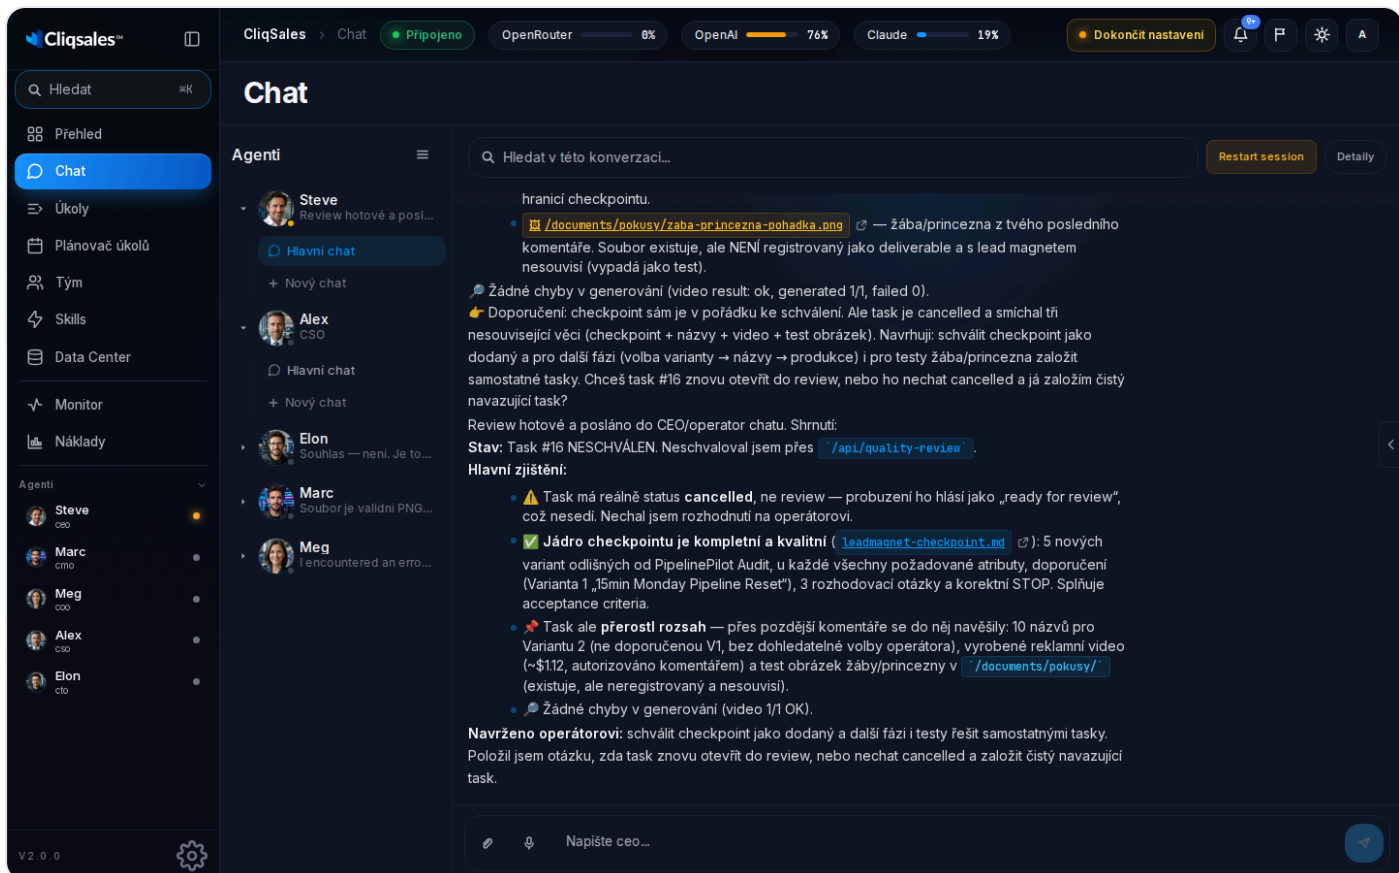 Cliqsales™
CliqSales > Chat
Připojeno
OpenRouter 0%
OpenAI 76%
Claude 19%
Dokončit nastavení
9+
A
Hledat ⌘K
Přehled
Chat
Úkoly
Plánovač úkolů
Tým
Skills
Data Center
Monitor
Náklady
Agenti
Steve
ceo
Marc
cmo
Meg
coo
Alex
cso
Elon
cto
V2.0.0
Chat
Agenti
Steve
Review hotové a posl...
Hlavní chat
+ Nový chat
Alex
CSO
Hlavní chat
+ Nový chat
Elon
Souhlas — není. Je to...
Marc
Soubor je validní PNG...
Meg
I encountered an erro...
Hledat v této konverzaci...
Restart session
Detaily
hranicí checkpointu.
/documents/pokusy/zaba-princezna-pohadka.png — žába/princezna z tvého posledního
komentáře. Soubor existuje, ale NENÍ registrovaný jako deliverable a s lead magnetem
nesouvisí (vypadá jako test).
🔎 Žádné chyby v generování (video result: ok, generated 1/1, failed 0).
👉 Doporučení: checkpoint sám je v pořádku ke schválení. Ale task je cancelled a smíchal tři
nesouvisející věci (checkpoint + názvy + video + test obrázek). Navrhuji: schválit checkpoint jako
dodaný a pro další fázi (volba varianty → názvy → produkce) i pro testy žába/princezna založit
samostatné tasky. Chceš task #16 znovu otevřít do review, nebo ho nechat cancelled a já založím čistý
navazující task?
Review hotové a posláno do CEO/operator chatu. Shrnutí:
Stav: Task #16 NESCHVÁLEN. Neschvaloval jsem přes `/api/quality-review`.
Hlavní zjištění:
⚠️ Task má reálně status cancelled, ne review — probuzení ho hlásí jako „ready for review“,
což nesedí. Nechal jsem rozhodnutí na operátorovi.
✅ Jádro checkpointu je kompletní a kvalitní (leadmagnet-checkpoint.md): 5 nových
variant odlišných od PipelinePilot Audit, u každé všechny požadované atributy, doporučení
(Varianta 1 „15min Monday Pipeline Reset“), 3 rozhodovací otázky a korektní STOP. Splňuje
acceptance criteria.
📌 Task ale přerostl rozsah — přes pozdější komentáře se do něj navěšily: 10 názvů pro
Variantu 2 (ne doporučenou V1, bez dohledatelné volby operátora), vyrobené reklamní video
(~$1.12, autorizováno komentářem) a test obrázek žáby/princezny v `/documents/pokusy/`
(existuje, ale neregistrovaný a nesouvisí).
🔎 Žádné chyby v generování (video 1/1 OK).
Navrženo operátorovi: schválit checkpoint jako dodaný a další fázi i testy řešit samostatnými tasky.
Položil jsem otázku, zda task znovu otevřít do review, nebo nechat cancelled a založit čistý navazující
task.
Napište ceo...